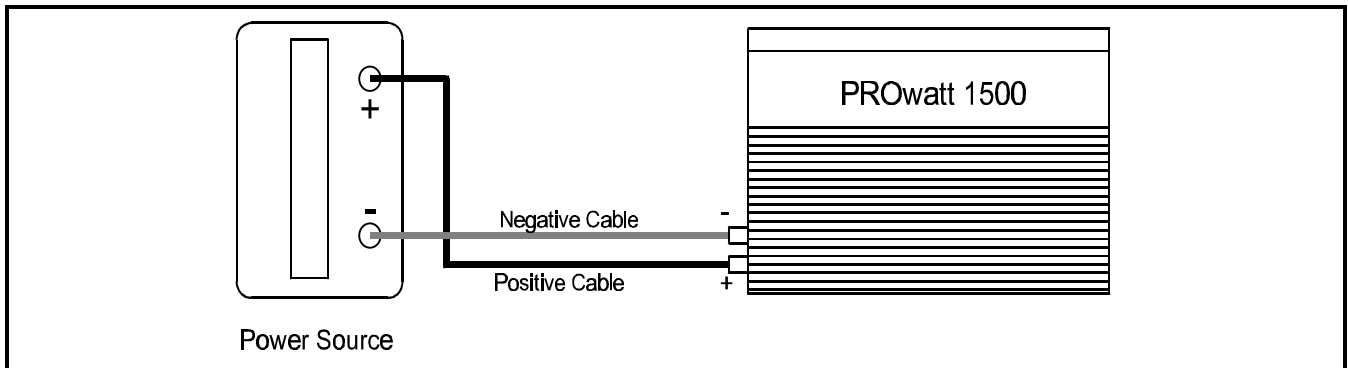 PROwatt 1500
+
-
Negative Cable
-
Positive Cable
+
Power Source